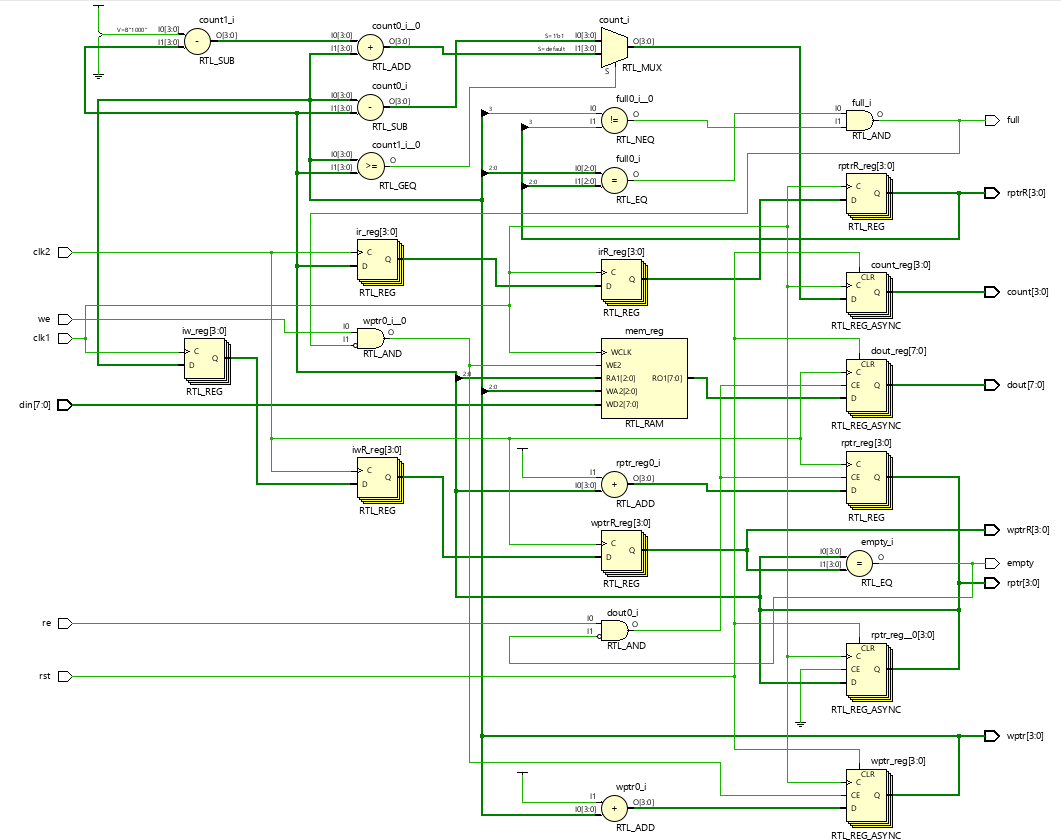 count1_i
V=B"1000"
I0[3:0]
I1[3:0]
O[3:0]
RTL_SUB
count0_i__0
I0[3:0]
I1[3:0]
O[3:0]
RTL_ADD
count_i
S=1'b1
I0[3:0]
S=default
I1[3:0]
O[3:0]
S
RTL_MUX
count0_i
I0[3:0]
I1[3:0]
O[3:0]
RTL_SUB
full0_i__0
3
I0
3
I1
O
RTL_NEQ
full_i
I0
I1
O
RTL_AND
full
count1_i__0
I0[3:0]
I1[3:0]
O
RTL_GEQ
full0_i
2:0
I0[2:0]
2:0
I1[2:0]
O
RTL_EQ
rptrR_reg[3:0]
C
D
Q
RTL_REG
rptrR[3:0]
clk2
ir_reg[3:0]
C
D
Q
RTL_REG
irR_reg[3:0]
C
D
Q
RTL_REG
count_reg[3:0]
CLR
C
D
Q
RTL_REG_ASYNC
count[3:0]
we
clk1
iw_reg[3:0]
C
D
Q
RTL_REG
wptr0_i__0
I0
I1
O
RTL_AND
mem_reg
WCLK
WE2
2:0
RA1[2:0]
2:0
WA2[2:0]
WD2[7:0]
RO1[7:0]
RTL_RAM
dout_reg[7:0]
CLR
C
CE
D
Q
RTL_REG_ASYNC
dout[7:0]
din[7:0]
iwR_reg[3:0]
C
D
Q
RTL_REG
rptr_reg0_i
I1
I0[3:0]
O[3:0]
RTL_ADD
rptr_reg[3:0]
C
CE
D
Q
RTL_REG
wptrR_reg[3:0]
C
D
Q
RTL_REG
wptrR[3:0]
empty_i
I0[3:0]
I1[3:0]
O
RTL_EQ
empty
rptr[3:0]
re
dout0_i
I0
I1
O
RTL_AND
rptr_reg__0[3:0]
CLR
C
CE
D
Q
RTL_REG_ASYNC
rst
wptr[3:0]
wptr0_i
I1
I0[3:0]
O[3:0]
RTL_ADD
wptr_reg[3:0]
CLR
C
CE
D
Q
RTL_REG_ASYNC